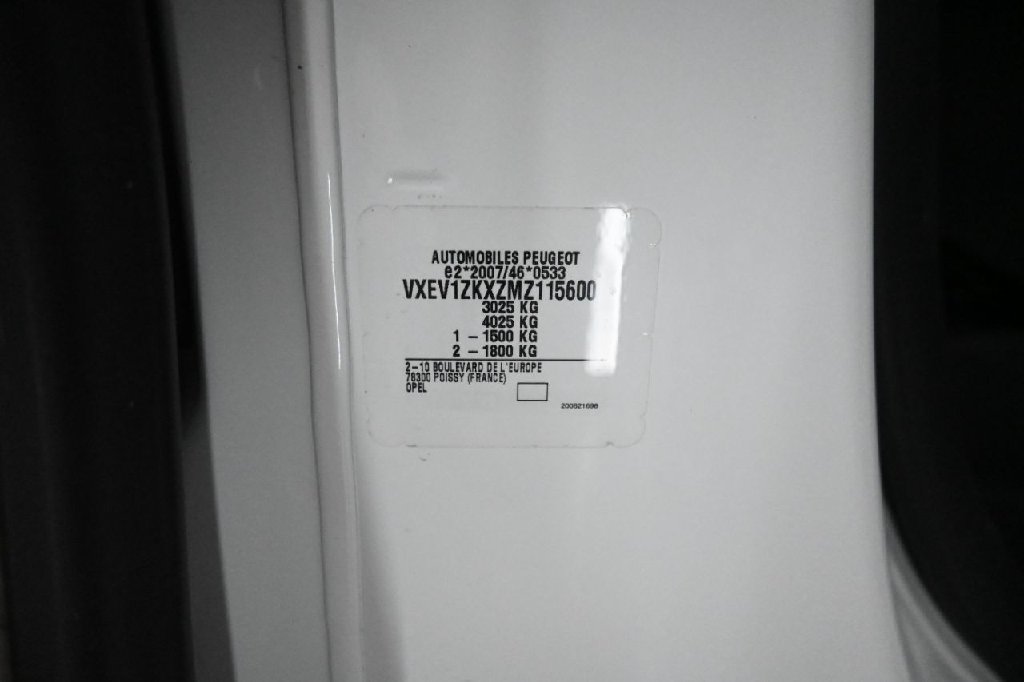 AUTOMOBILES PEUGEOT
e2*2007/46*0533
VXEV1ZKXZMZ115600
3025 KG
4025 KG
1 – 1500 KG
2 – 1800 KG
2–10 BOULEVARD DE L'EUROPE
78300 POISSY (FRANCE)
OPEL
200821698